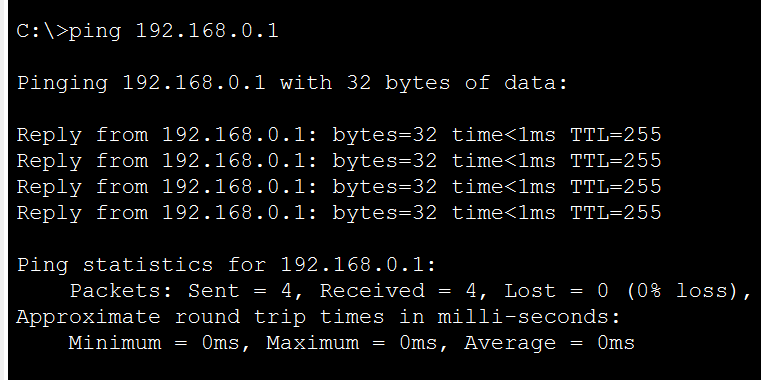 C:\>ping 192.168.0.1
Pinging 192.168.0.1 with 32 bytes of data:
Reply from 192.168.0.1: bytes=32 time<1ms TTL=255
Reply from 192.168.0.1: bytes=32 time<1ms TTL=255
Reply from 192.168.0.1: bytes=32 time<1ms TTL=255
Reply from 192.168.0.1: bytes=32 time<1ms TTL=255
Ping statistics for 192.168.0.1:
    Packets: Sent = 4, Received = 4, Lost = 0 (0% loss),
Approximate round trip times in milli-seconds:
    Minimum = 0ms, Maximum = 0ms, Average = 0ms